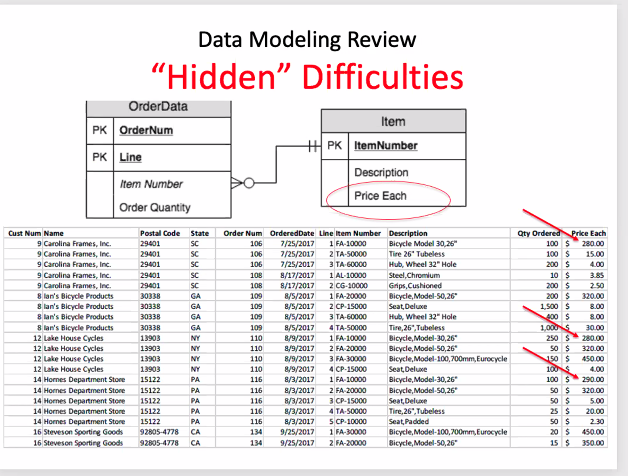 Data Modeling Review
“Hidden” Difficulties
OrderData
PK OrderNum
PK Line
Item Number
Order Quantity
Item
PK ItemNumber
Description
Price Each
Cust Num Name Postal Code State Order Num OrderedDate Line Item Number Description Qty Ordered Price Each
9 Carolina Frames, Inc. 29401 SC 106 7/25/2017 1 FA-10000 Bicycle Model 30,26" 100 $ 280.00
9 Carolina Frames, Inc. 29401 SC 106 7/25/2017 2 TA-50000 Tire 26" Tubeless 100 $ 15.00
9 Carolina Frames, Inc. 29401 SC 106 7/25/2017 3 TA-60000 Hub, Wheel 32" Hole 200 $ 4.00
9 Carolina Frames, Inc. 29401 SC 108 8/17/2017 1 AL-10000 Steel,Chromium 10 $ 3.85
9 Carolina Frames, Inc. 29401 SC 108 8/17/2017 2 CG-10000 Grips,Cushioned 200 $ 2.50
8 Ian's Bicycle Products 30338 GA 109 8/5/2017 1 FA-20000 Bicycle,Model-50,26" 200 $ 320.00
8 Ian's Bicycle Products 30338 GA 109 8/5/2017 2 CP-15000 Seat,Deluxe 1,500 $ 8.00
8 Ian's Bicycle Products 30338 GA 109 8/5/2017 3 TA-60000 Hub, Wheel 32" Hole 400 $ 8.00
8 Ian's Bicycle Products 30338 GA 109 8/5/2017 4 TA-50000 Tire,26",Tubeless 1,000 $ 30.00
12 Lake House Cycles 13903 NY 110 8/9/2017 1 FA-10000 Bicycle,Model-30,26" 250 $ 280.00
12 Lake House Cycles 13903 NY 110 8/9/2017 2 FA-20000 Bicycle,Model-50,26" 50 $ 320.00
12 Lake House Cycles 13903 NY 110 8/9/2017 3 FA-30000 Bicycle,Model-100,700mm,Eurocycle 150 $ 450.00
12 Lake House Cycles 13903 NY 110 8/9/2017 4 CP-15000 Seat,Deluxe 100 $ 4.00
14 Homes Department Store 15122 PA 116 8/3/2017 1 FA-10000 Bicycle,Model-30,26" 100 $ 290.00
14 Homes Department Store 15122 PA 116 8/3/2017 2 FA-20000 Bicycle,Model-50,26" 50 $ 320.00
14 Homes Department Store 15122 PA 116 8/3/2017 3 CP-15000 Seat,Deluxe 50 $ 5.00
14 Homes Department Store 15122 PA 116 8/3/2017 4 TA-50000 Tire,26",Tubeless 25 $ 20.00
14 Homes Department Store 15122 PA 116 8/3/2017 5 CP-10000 Seat,Padded 50 $ 2.30
16 Steveson Sporting Goods 92805-4778 CA 134 9/25/2017 1 FA-30000 Bicycle,Model-100,700mm,Eurocycle 20 $ 450.00
16 Steveson Sporting Goods 92805-4778 CA 134 9/25/2017 2 FA-20000 Bicycle,Model-50,26" 15 $ 350.00